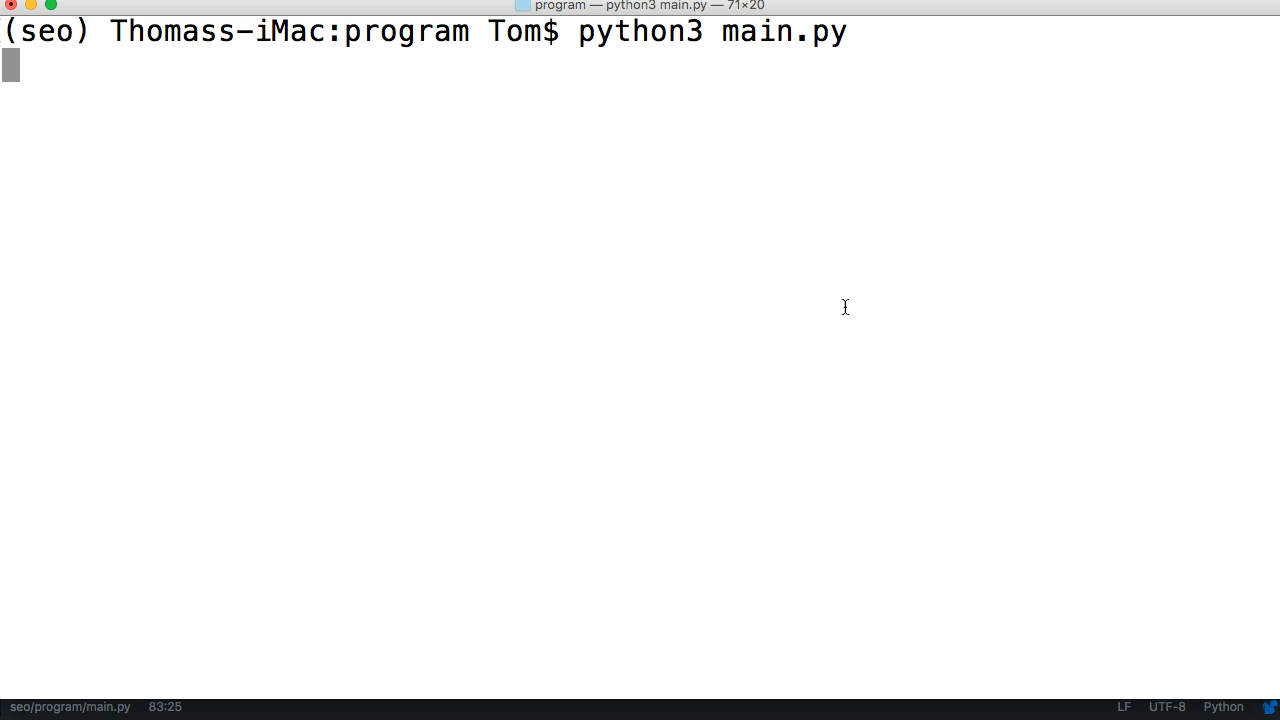 program — python3 main.py — 71×20
(seo) Thomass-iMac:program Tom$ python3 main.py
seo/program/main.py 83:25 LF UTF-8 Python